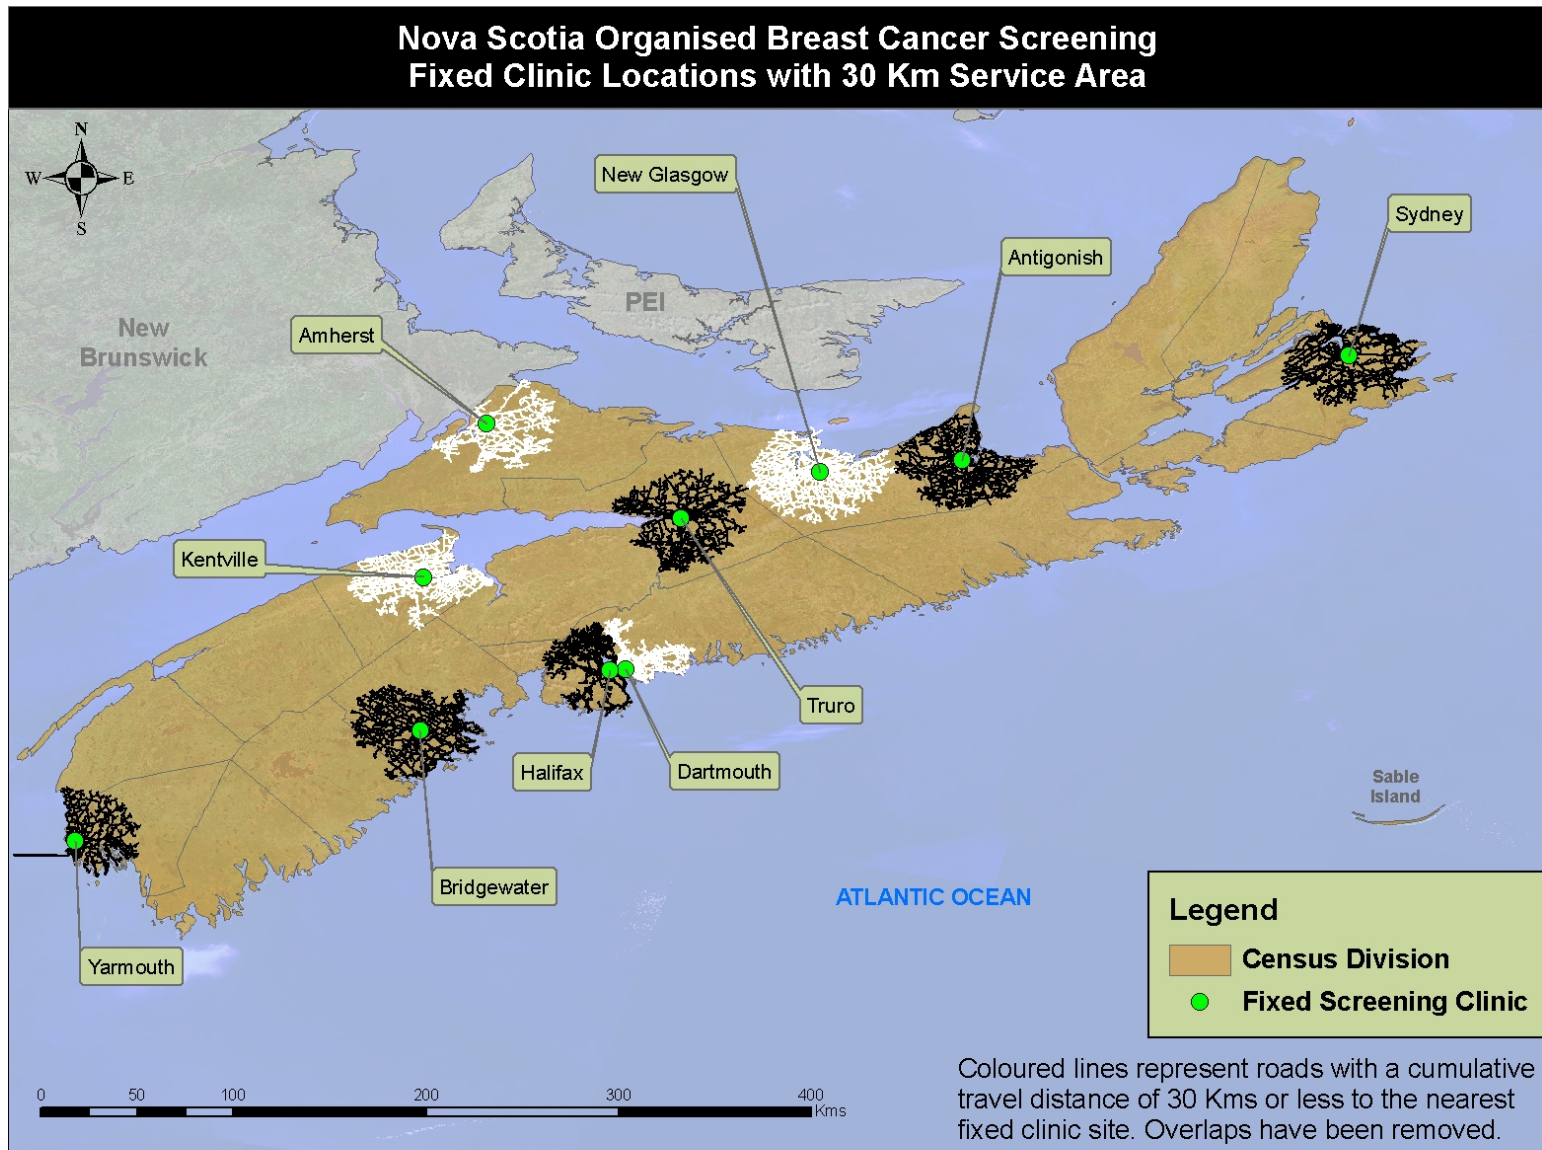 Nova Scotia Organised Breast Cancer Screening
Fixed Clinic Locations with 30 Km Service Area
N
W E
S
New Glasgow
Sydney
Antigonish
PEI
New
Brunswick
Amherst
Kentville
Truro
Halifax
Dartmouth
Sable
Island
Bridgewater
ATLANTIC OCEAN
Yarmouth
Legend
Census Division
Fixed Screening Clinic
Coloured lines represent roads with a cumulative
travel distance of 30 Kms or less to the nearest
fixed clinic site. Overlaps have been removed.
0 50 100 200 300 400
Kms